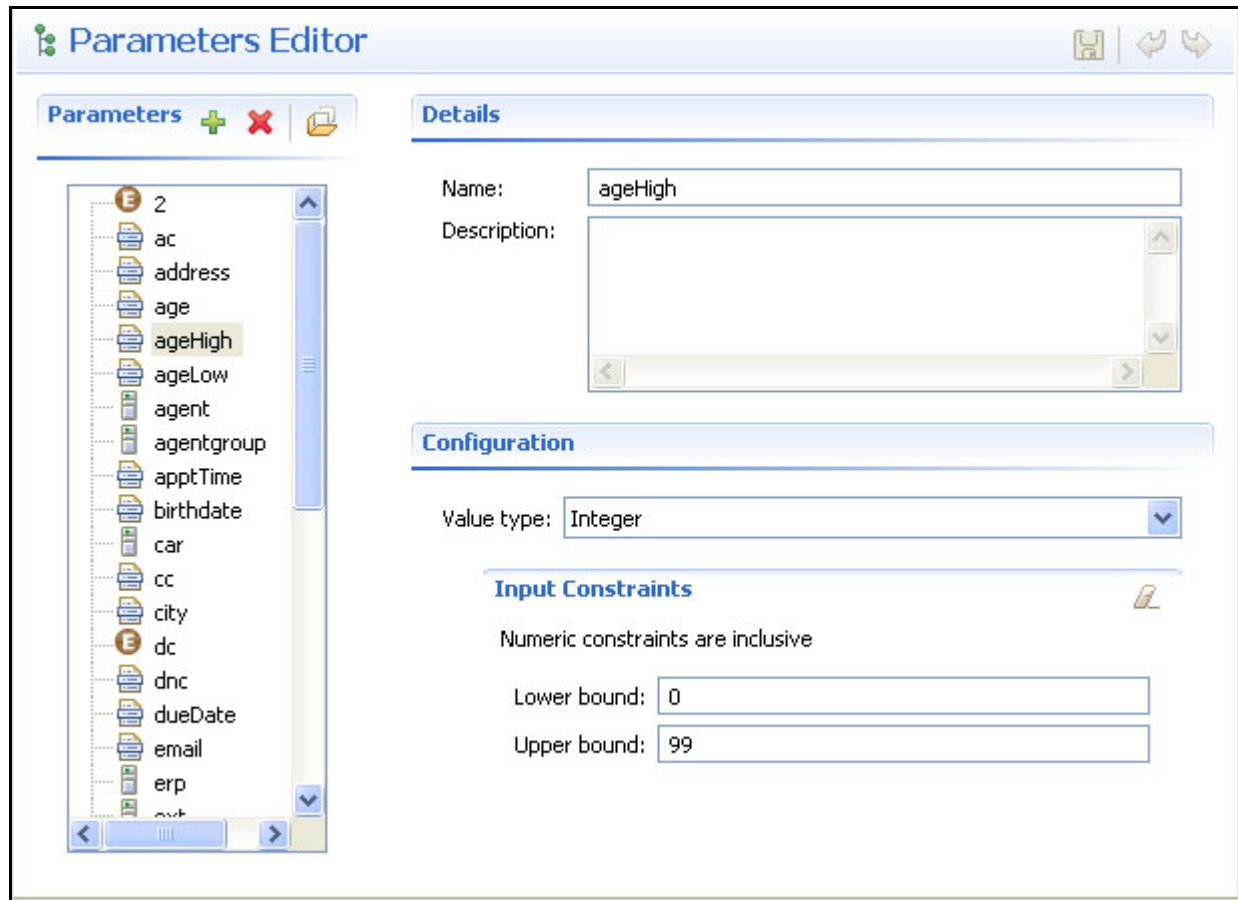 Parameters Editor
Parameters
2
ac
address
age
ageHigh
ageLow
agent
agentgroup
apptTime
birthdate
car
cc
city
dc
dnc
dueDate
email
erp
Details
Name: ageHigh
Description:
Configuration
Value type: Integer
Input Constraints
Numeric constraints are inclusive
Lower bound: 0
Upper bound: 99